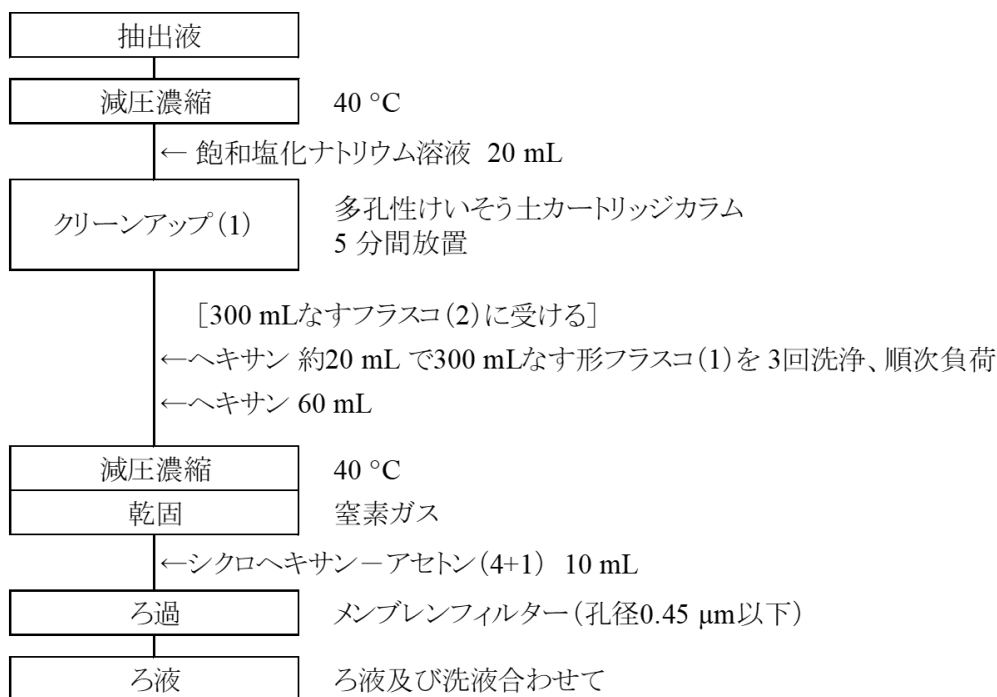 抽出液
減圧濃縮 40 °C
← 飽和塩化ナトリウム溶液 20 mL
クリーンアップ(1) 多孔性けいそう土カートリッジカラム
5 分間放置
[300 mLなすフラスコ(2)に受ける]
←ヘキサン 約20 mL で300 mLなす形フラスコ(1)を 3回洗浄、順次負荷
←ヘキサン 60 mL
減圧濃縮 40 °C
乾固 窒素ガス
←シクロヘキサン－アセトン(4+1) 10 mL
ろ過 メンブレンフィルター(孔径0.45 μm以下)
ろ液 ろ液及び洗液合わせて